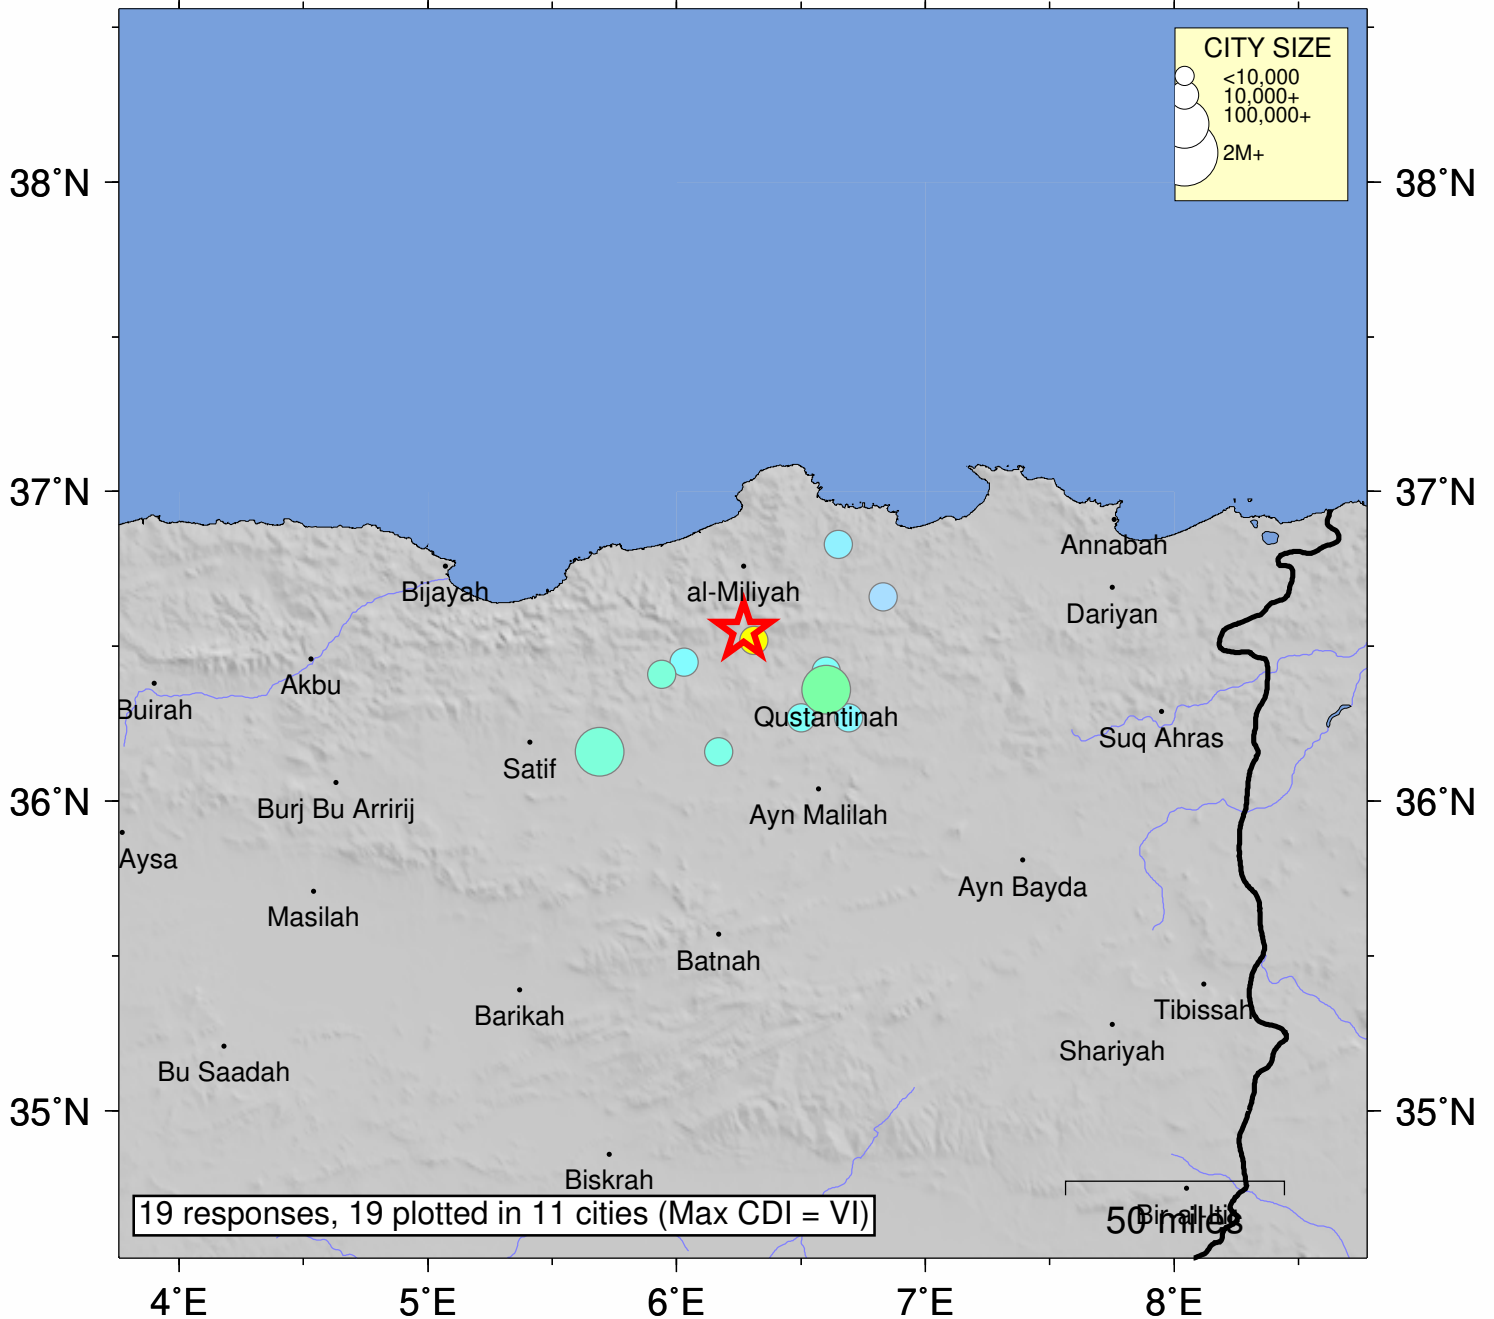 CITY SIZE
<10,000
10,000+
100,000+
2M+
38°N
38°N
37°N
37°N
Annabah
Bijayah
al-Miliyah
Dariyan
Akbu
Buirah
Qustantinah
Suq Ahras
Satif
36°N
36°N
Burj Bu Arririj
Ayn Malilah
Aysa
Ayn Bayda
Masilah
Batnah
Barikah
Tibissah
Shariyah
Bu Saadah
35°N
35°N
Biskrah
19 responses, 19 plotted in 11 cities (Max CDI = VI)
50 miles
4°E
5°E
6°E
7°E
8°E